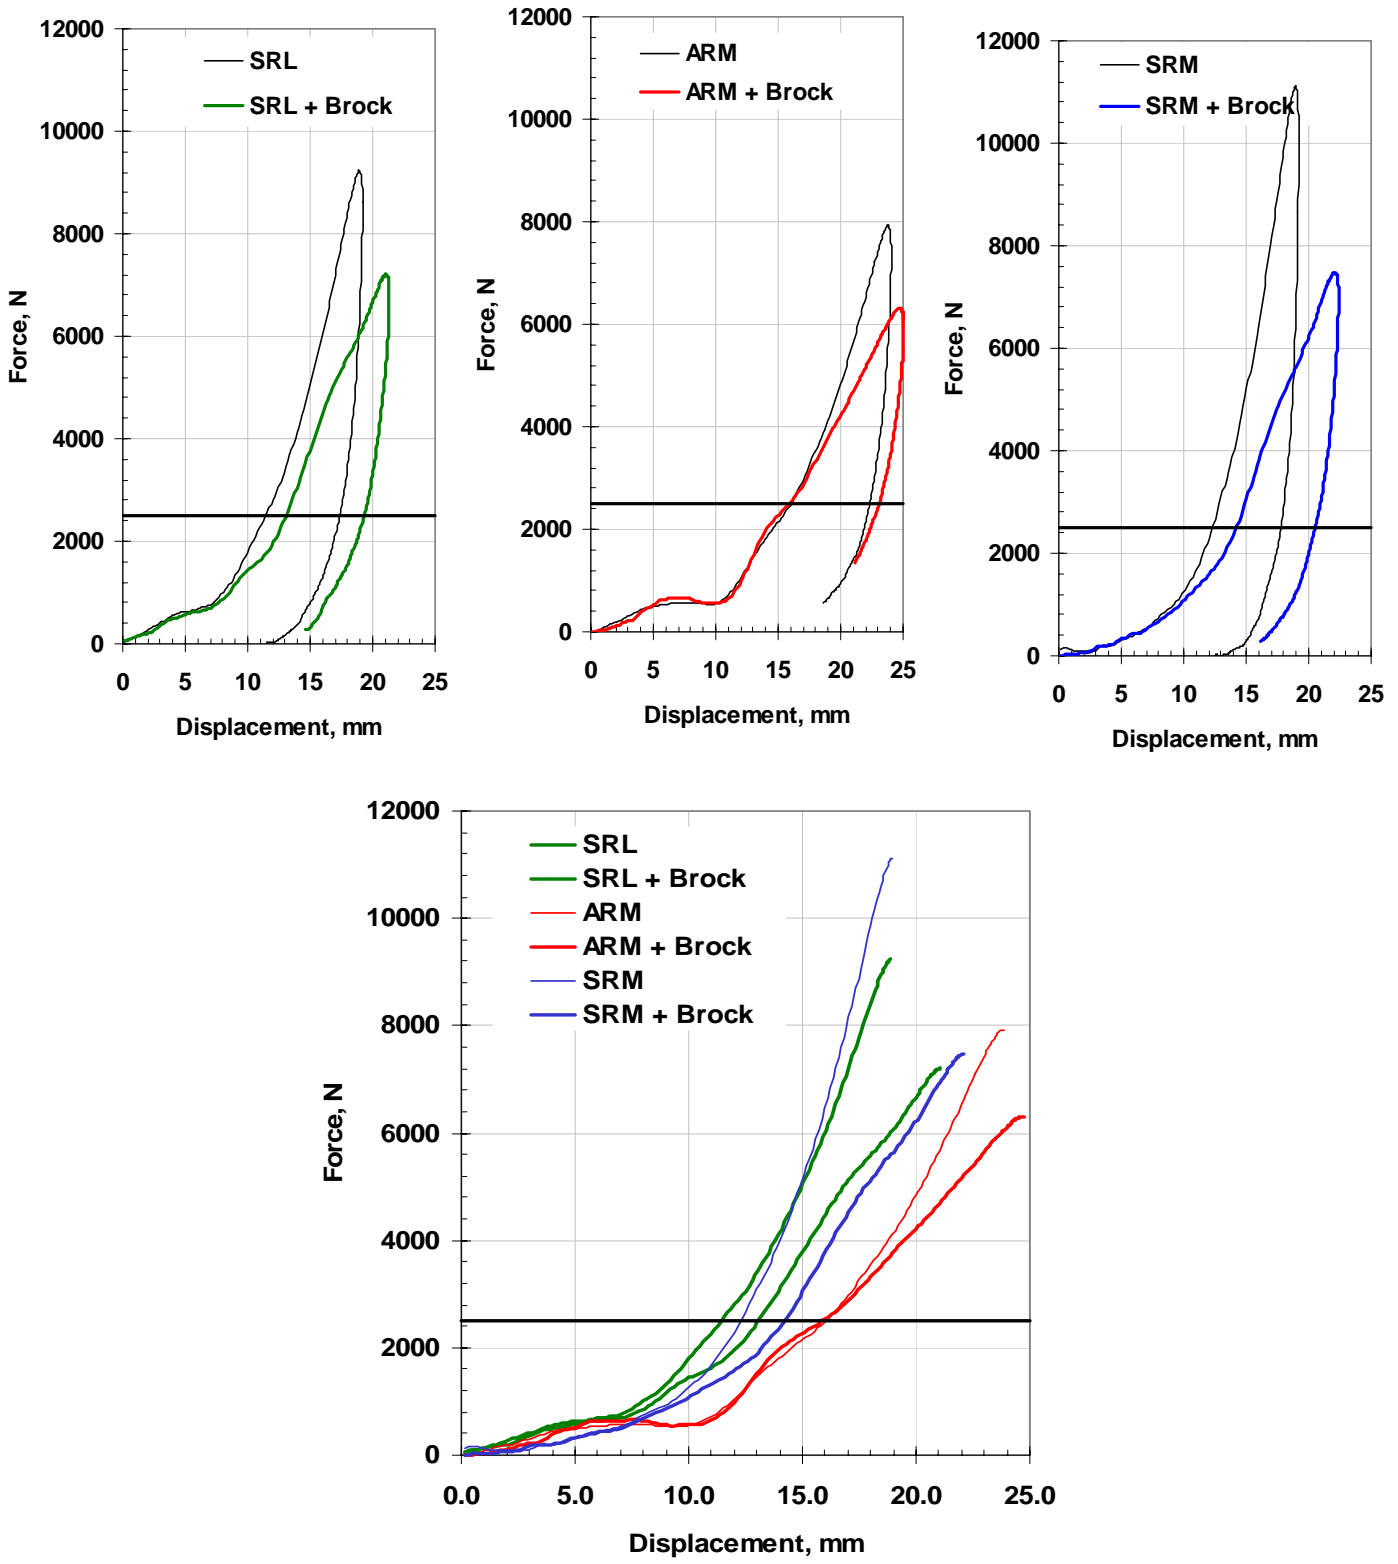 12000
10000
8000
6000
4000
2000
0
0 5 10 15 20 25
Force, N
Displacement, mm
SRL
SRL + Brock
12000
10000
8000
6000
4000
2000
0
0 5 10 15 20 25
Force, N
Displacement, mm
ARM
ARM + Brock
12000
10000
8000
6000
4000
2000
0
0 5 10 15 20 25
Force, N
Displacement, mm
SRM
SRM + Brock
12000
10000
8000
6000
4000
2000
0
0.0 5.0 10.0 15.0 20.0 25.0
Force, N
Displacement, mm
SRL
SRL + Brock
ARM
ARM + Brock
SRM
SRM + Brock